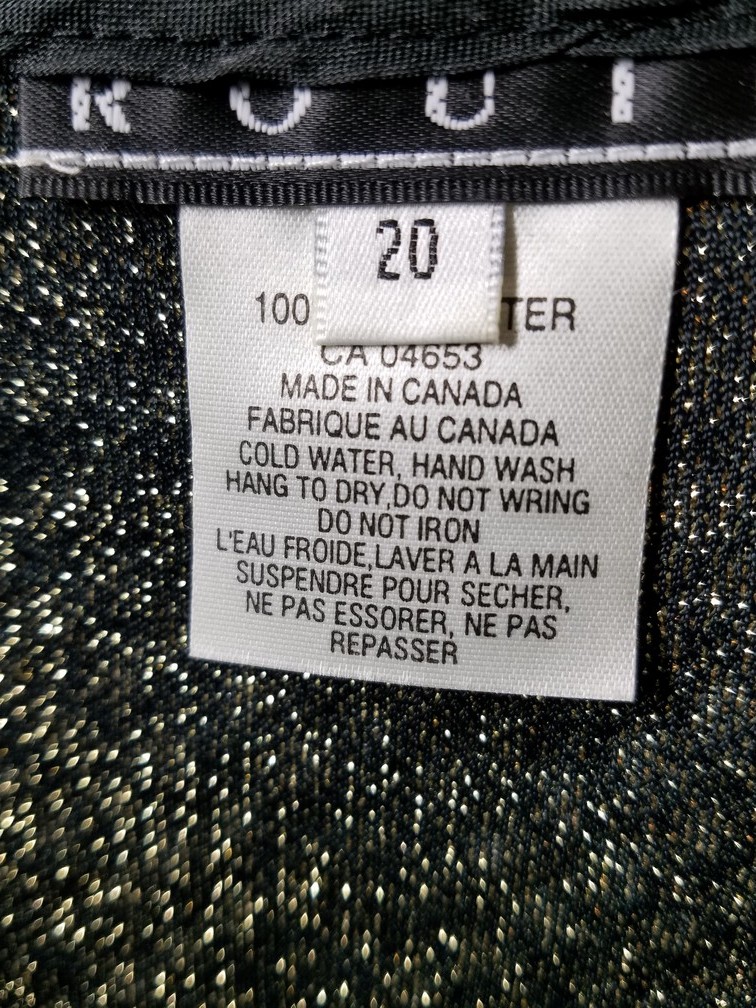 20
100 TER
CA 04653
MADE IN CANADA
FABRIQUE AU CANADA
COLD WATER, HAND WASH
HANG TO DRY,DO NOT WRING
DO NOT IRON
L'EAU FROIDE,LAVER A LA MAIN
SUSPENDRE POUR SECHER,
NE PAS ESSORER, NE PAS
REPASSER